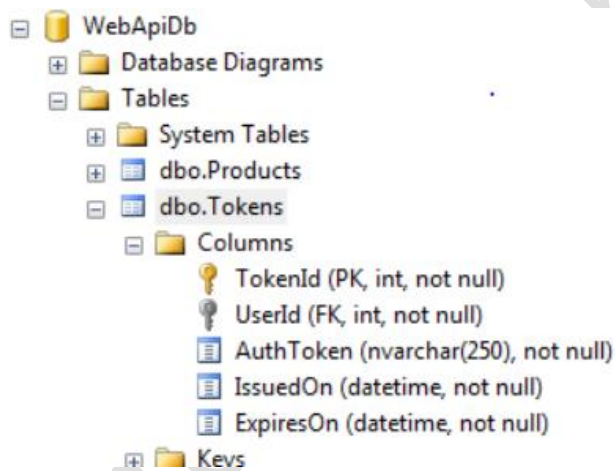 WebApiDb
Database Diagrams
Tables
System Tables
dbo.Products
dbo.Tokens
Columns
TokenId (PK, int, not null)
UserId (FK, int, not null)
AuthToken (nvarchar(250), not null)
IssuedOn (datetime, not null)
ExpiresOn (datetime, not null)
Keys